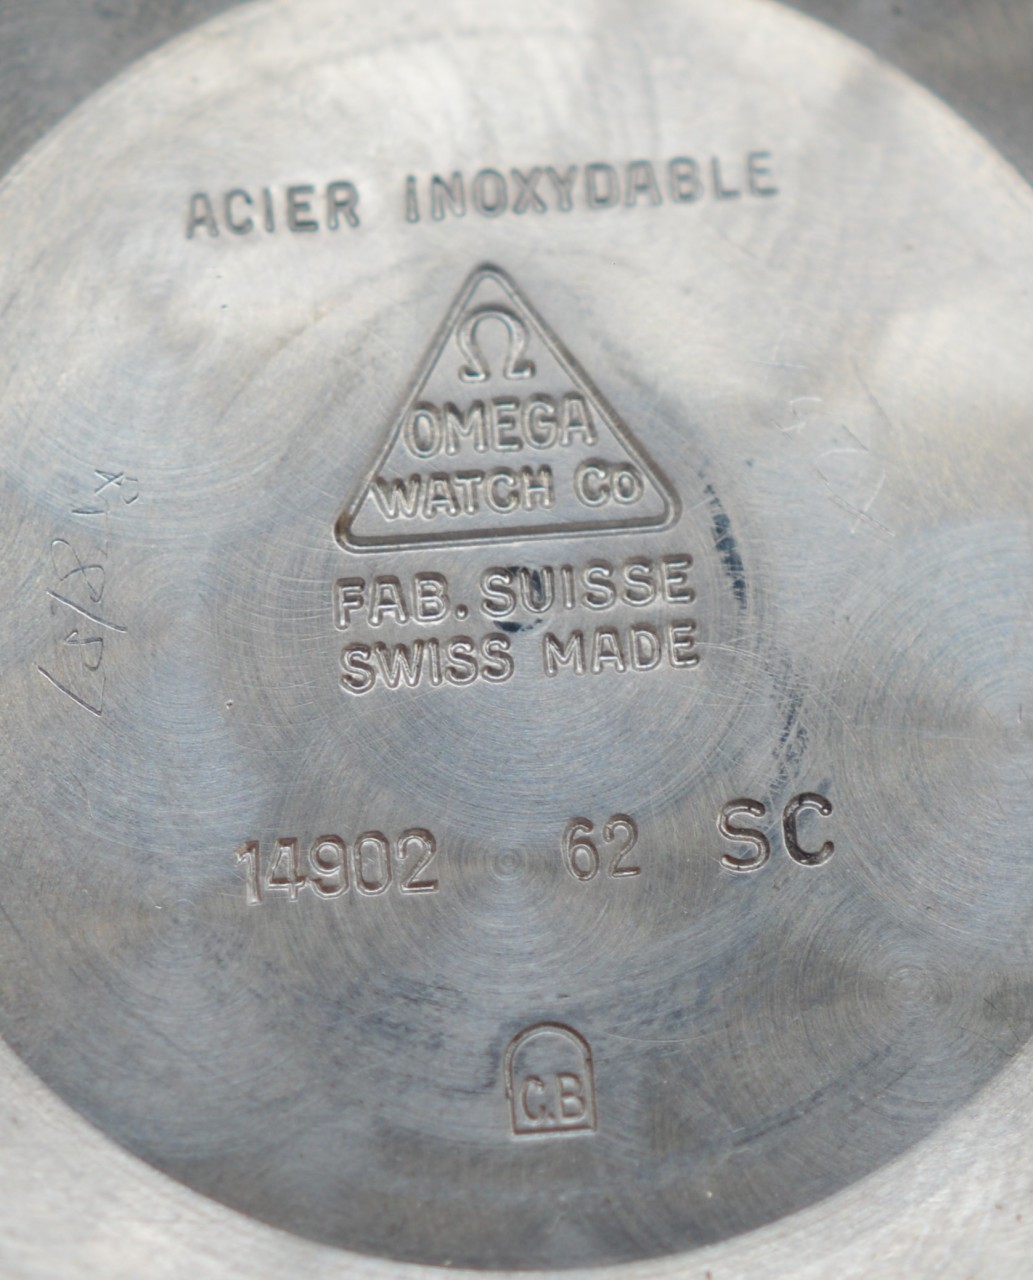 ACIER INOXYDABLE
Ω
OMEGA
WATCH CO
FAB. SUISSE
SWISS MADE
14902 62 SC
C.B